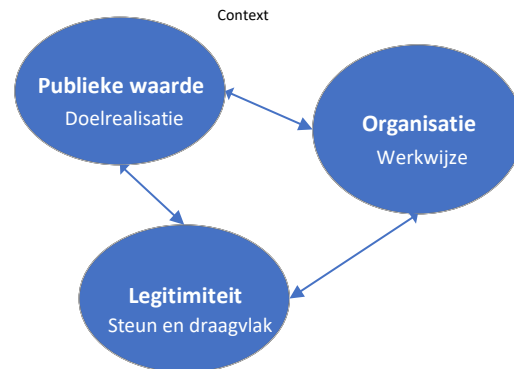 Context
Publieke waarde
Doelrealisatie
Organisatie
Werkwijze
Legitimiteit
Steun en draagvlak